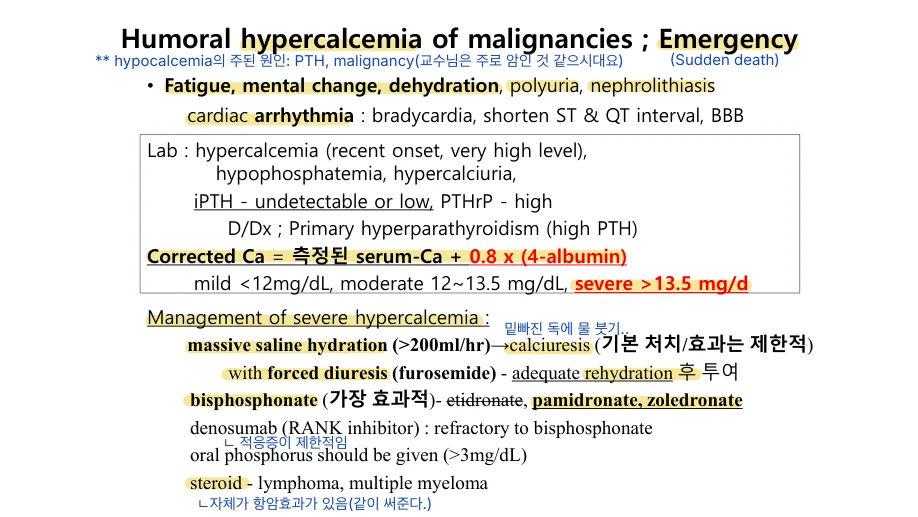 Humoral hypercalcemia of malignancies ; Emergency
** hypocalcemia의 주된 원인: PTH, malignancy(교수님은 주로 암인 것 같으시대요)
(Sudden death)
• Fatigue, mental change, dehydration, polyuria, nephrolithiasis
cardiac arrhythmia : bradycardia, shorten ST & QT interval, BBB
Lab : hypercalcemia (recent onset, very high level),
hypophosphatemia, hypercalciuria,
iPTH - undetectable or low, PTHrP - high
D/Dx ; Primary hyperparathyroidism (high PTH)
Corrected Ca = 측정된 serum-Ca + 0.8 x (4-albumin)
mild <12mg/dL, moderate 12~13.5 mg/dL, severe >13.5 mg/d
Management of severe hypercalcemia :
밑빠진 독에 물 붓기..
massive saline hydration (>200ml/hr)→calciuresis (기본 처치/효과는 제한적)
with forced diuresis (furosemide) - adequate rehydration 후 투여
bisphosphonate (가장 효과적)- etidronate, pamidronate, zoledronate
denosumab (RANK inhibitor) : refractory to bisphosphonate
ㄴ 적응증이 제한적임
oral phosphorus should be given (>3mg/dL)
steroid - lymphoma, multiple myeloma
ㄴ자체가 항암효과가 있음(같이 써준다.)